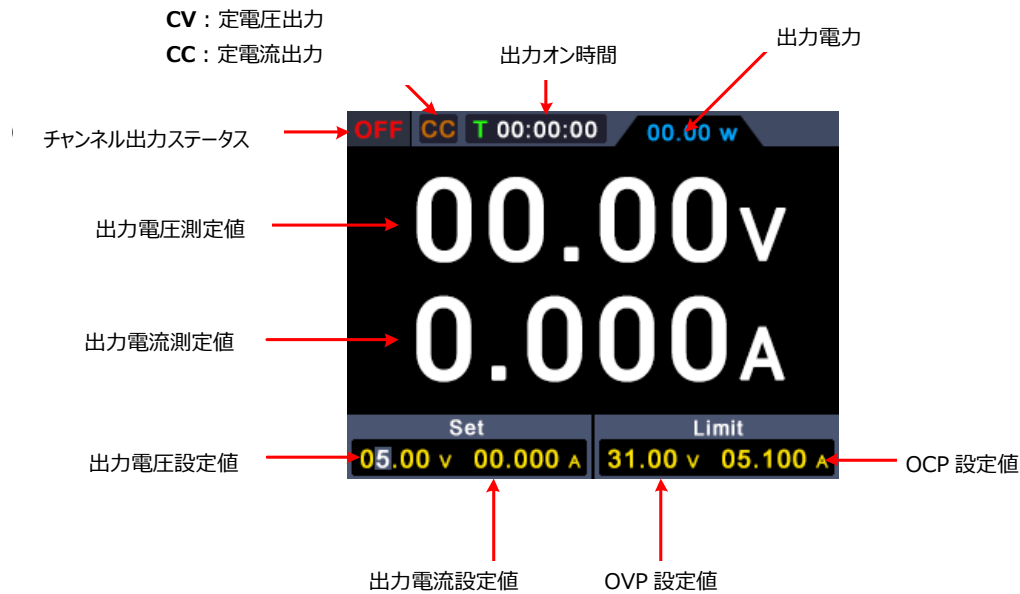 CV：定電圧出力
CC：定電流出力
出力オン時間
出力電力
チャンネル出力ステータス
OFF CC T 00:00:00 00.00 W
出力電圧測定値
00.00V
出力電流測定値
0.000A
Set Limit
出力電圧設定値
05.00 V 00.000 A 31.00 V 05.100 A
OCP 設定値
出力電流設定値
OVP 設定値